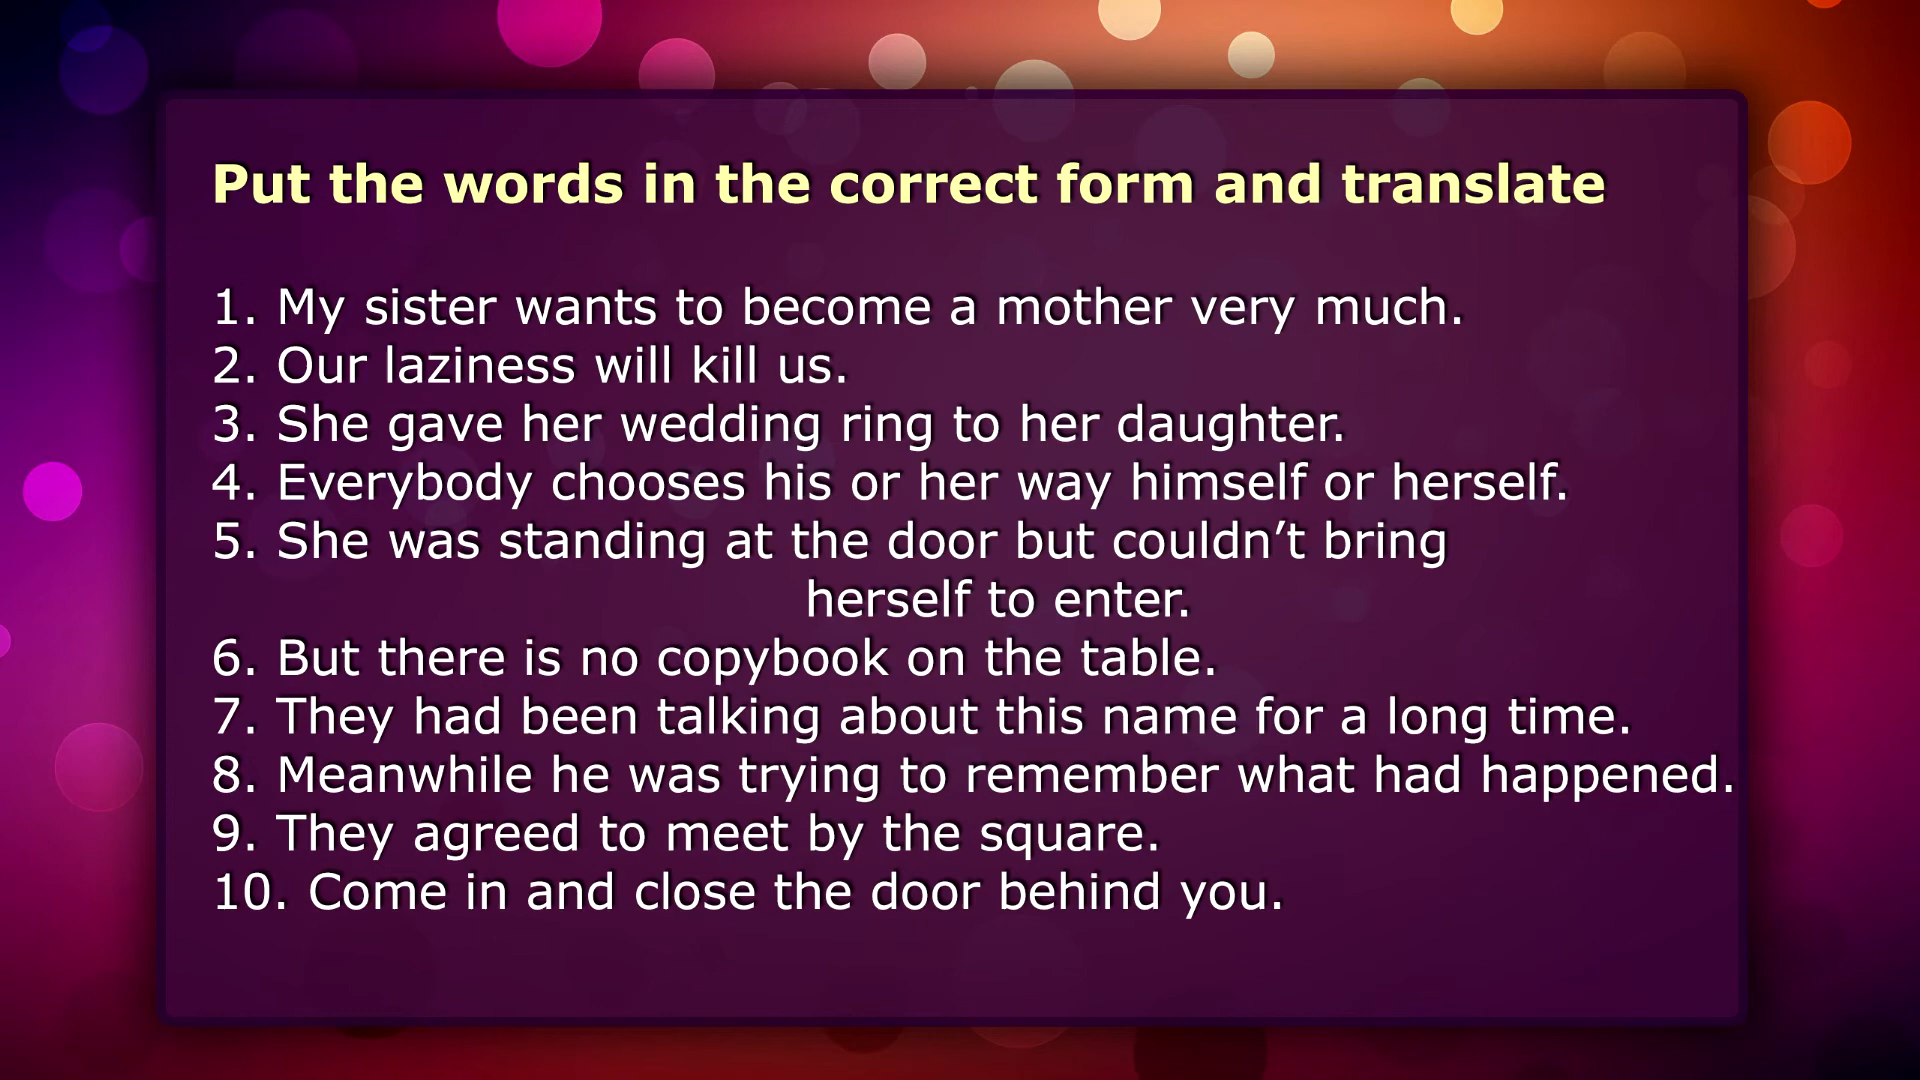 Put the words in the correct form and translate
1. My sister wants to become a mother very much.
2. Our laziness will kill us.
3. She gave her wedding ring to her daughter.
4. Everybody chooses his or her way himself or herself.
5. She was standing at the door but couldn’t bring
herself to enter.
6. But there is no copybook on the table.
7. They had been talking about this name for a long time.
8. Meanwhile he was trying to remember what had happened.
9. They agreed to meet by the square.
10. Come in and close the door behind you.